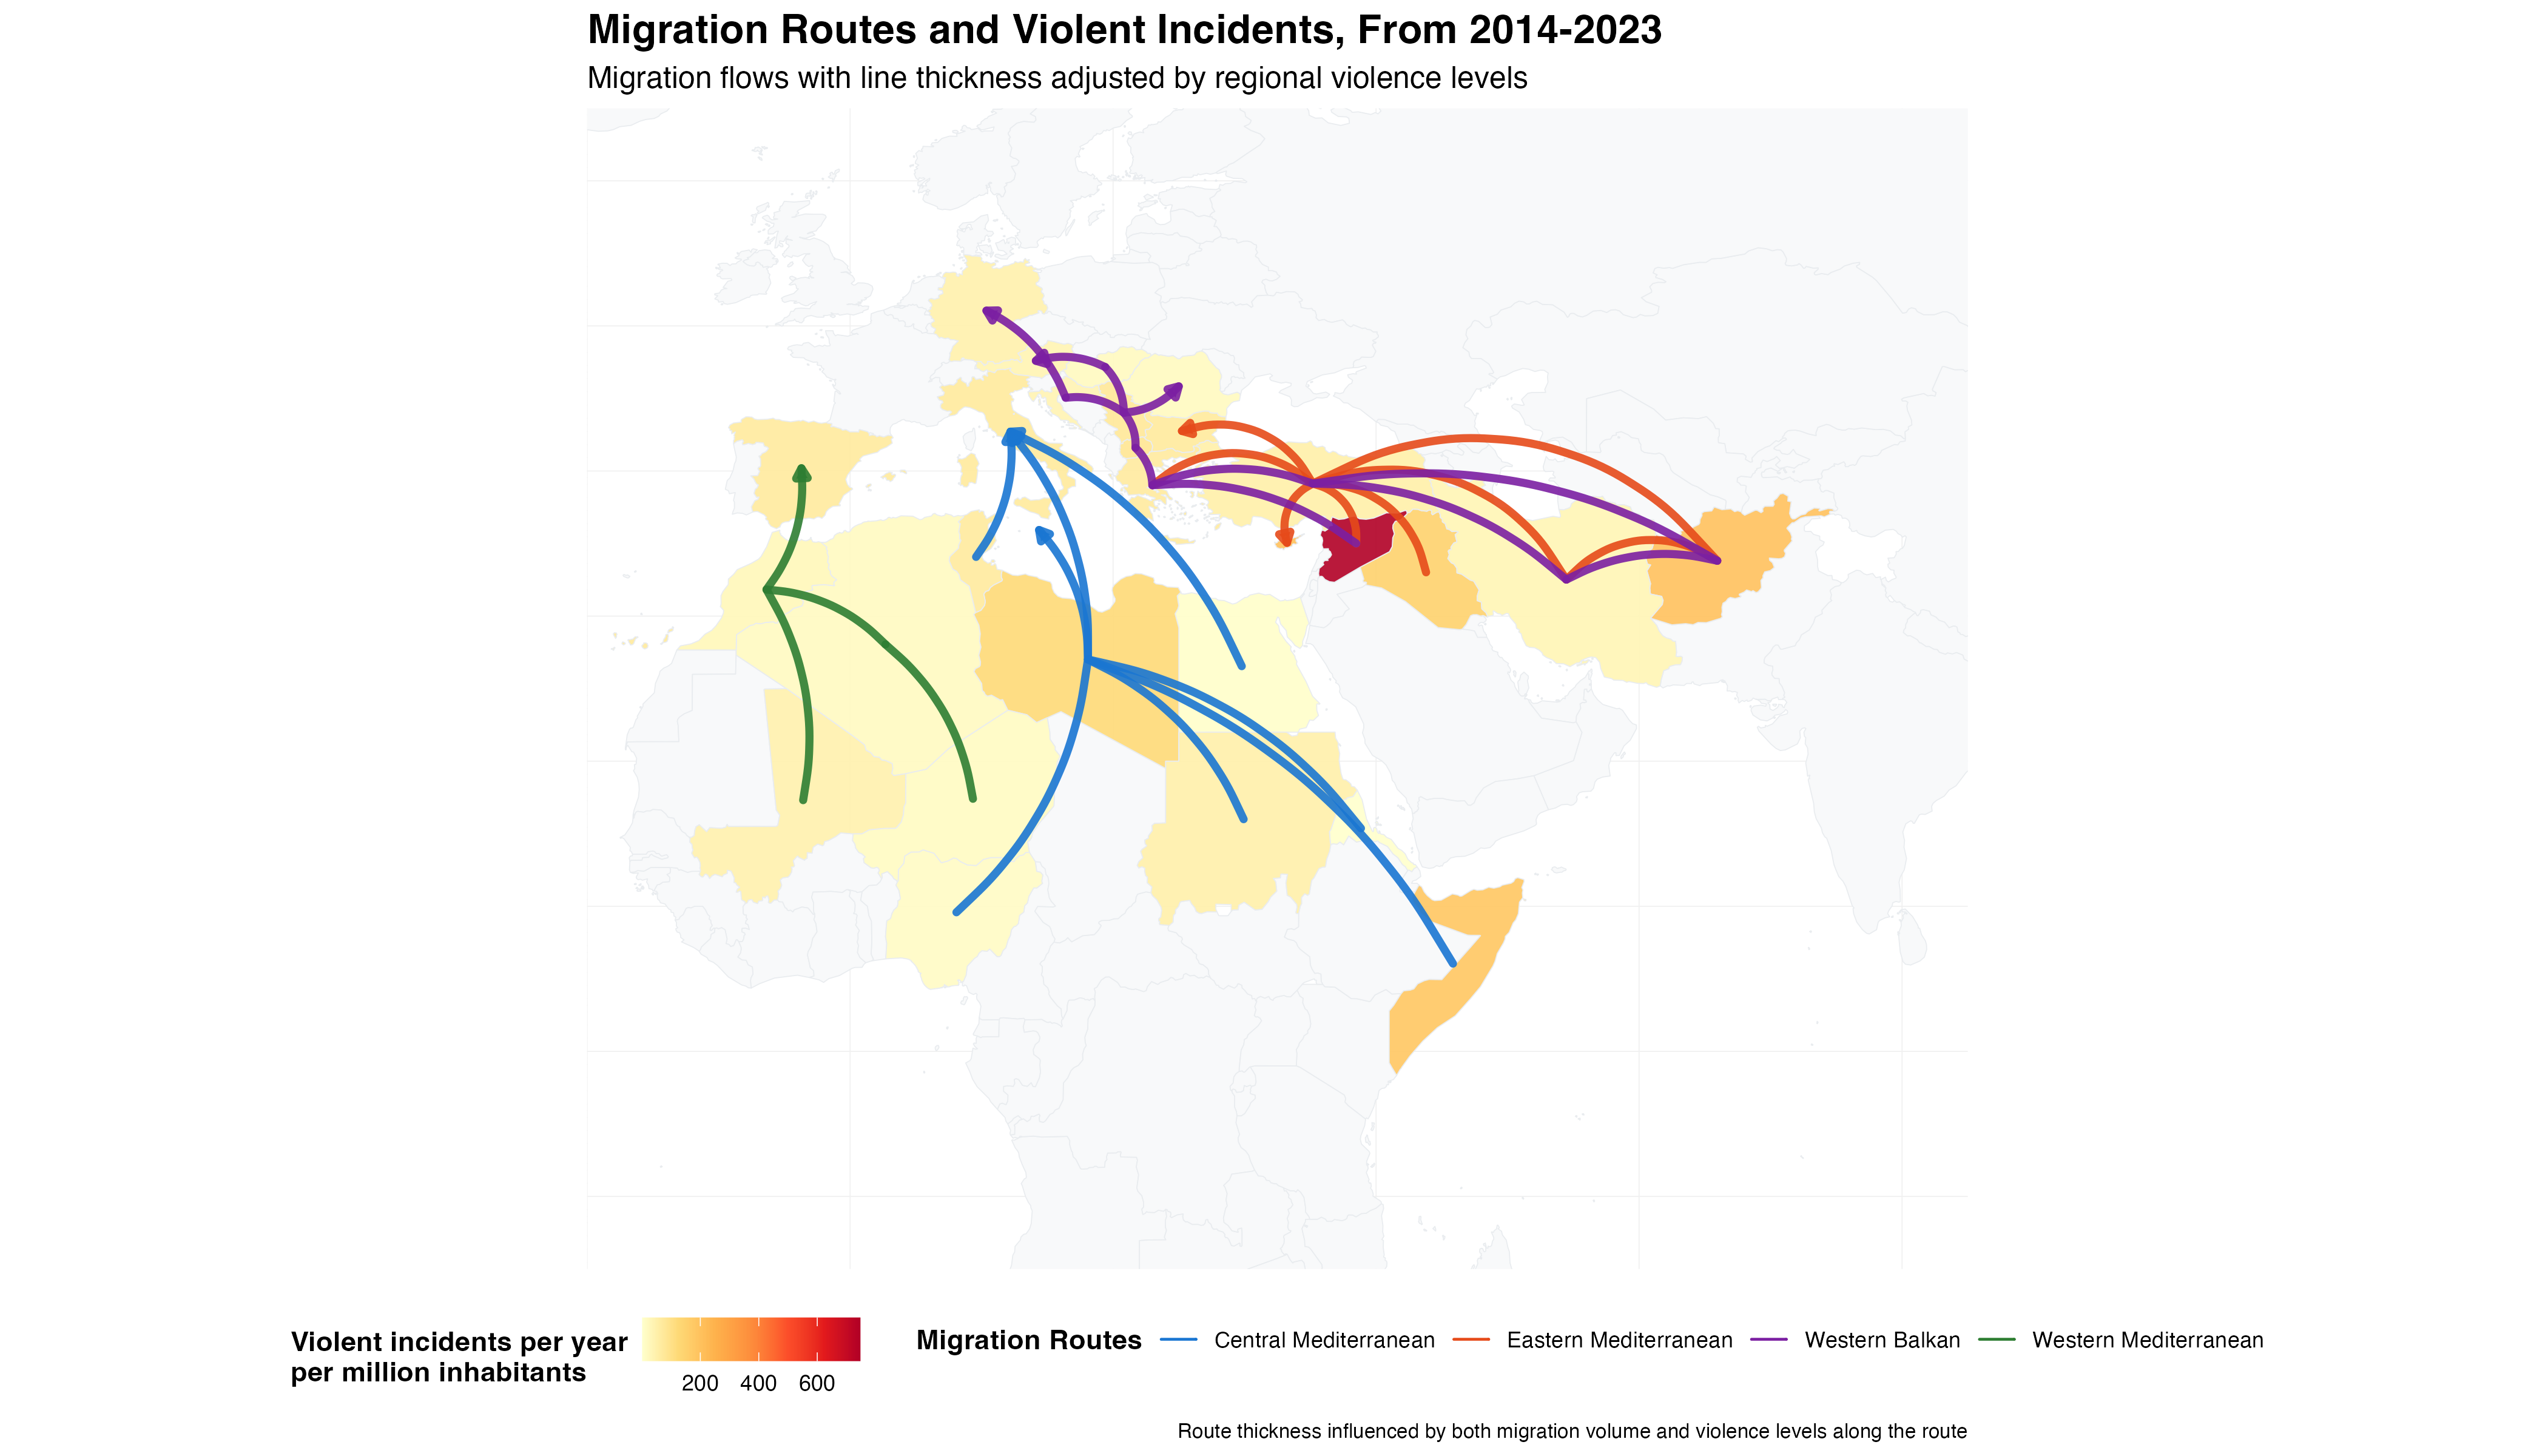 Migration Routes and Violent Incidents, From 2014-2023
Migration flows with line thickness adjusted by regional violence levels
Violent incidents per year
per million inhabitants
200 400 600
Migration Routes
Central Mediterranean
Eastern Mediterranean
Western Balkan
Western Mediterranean
Route thickness influenced by both migration volume and violence levels along the route